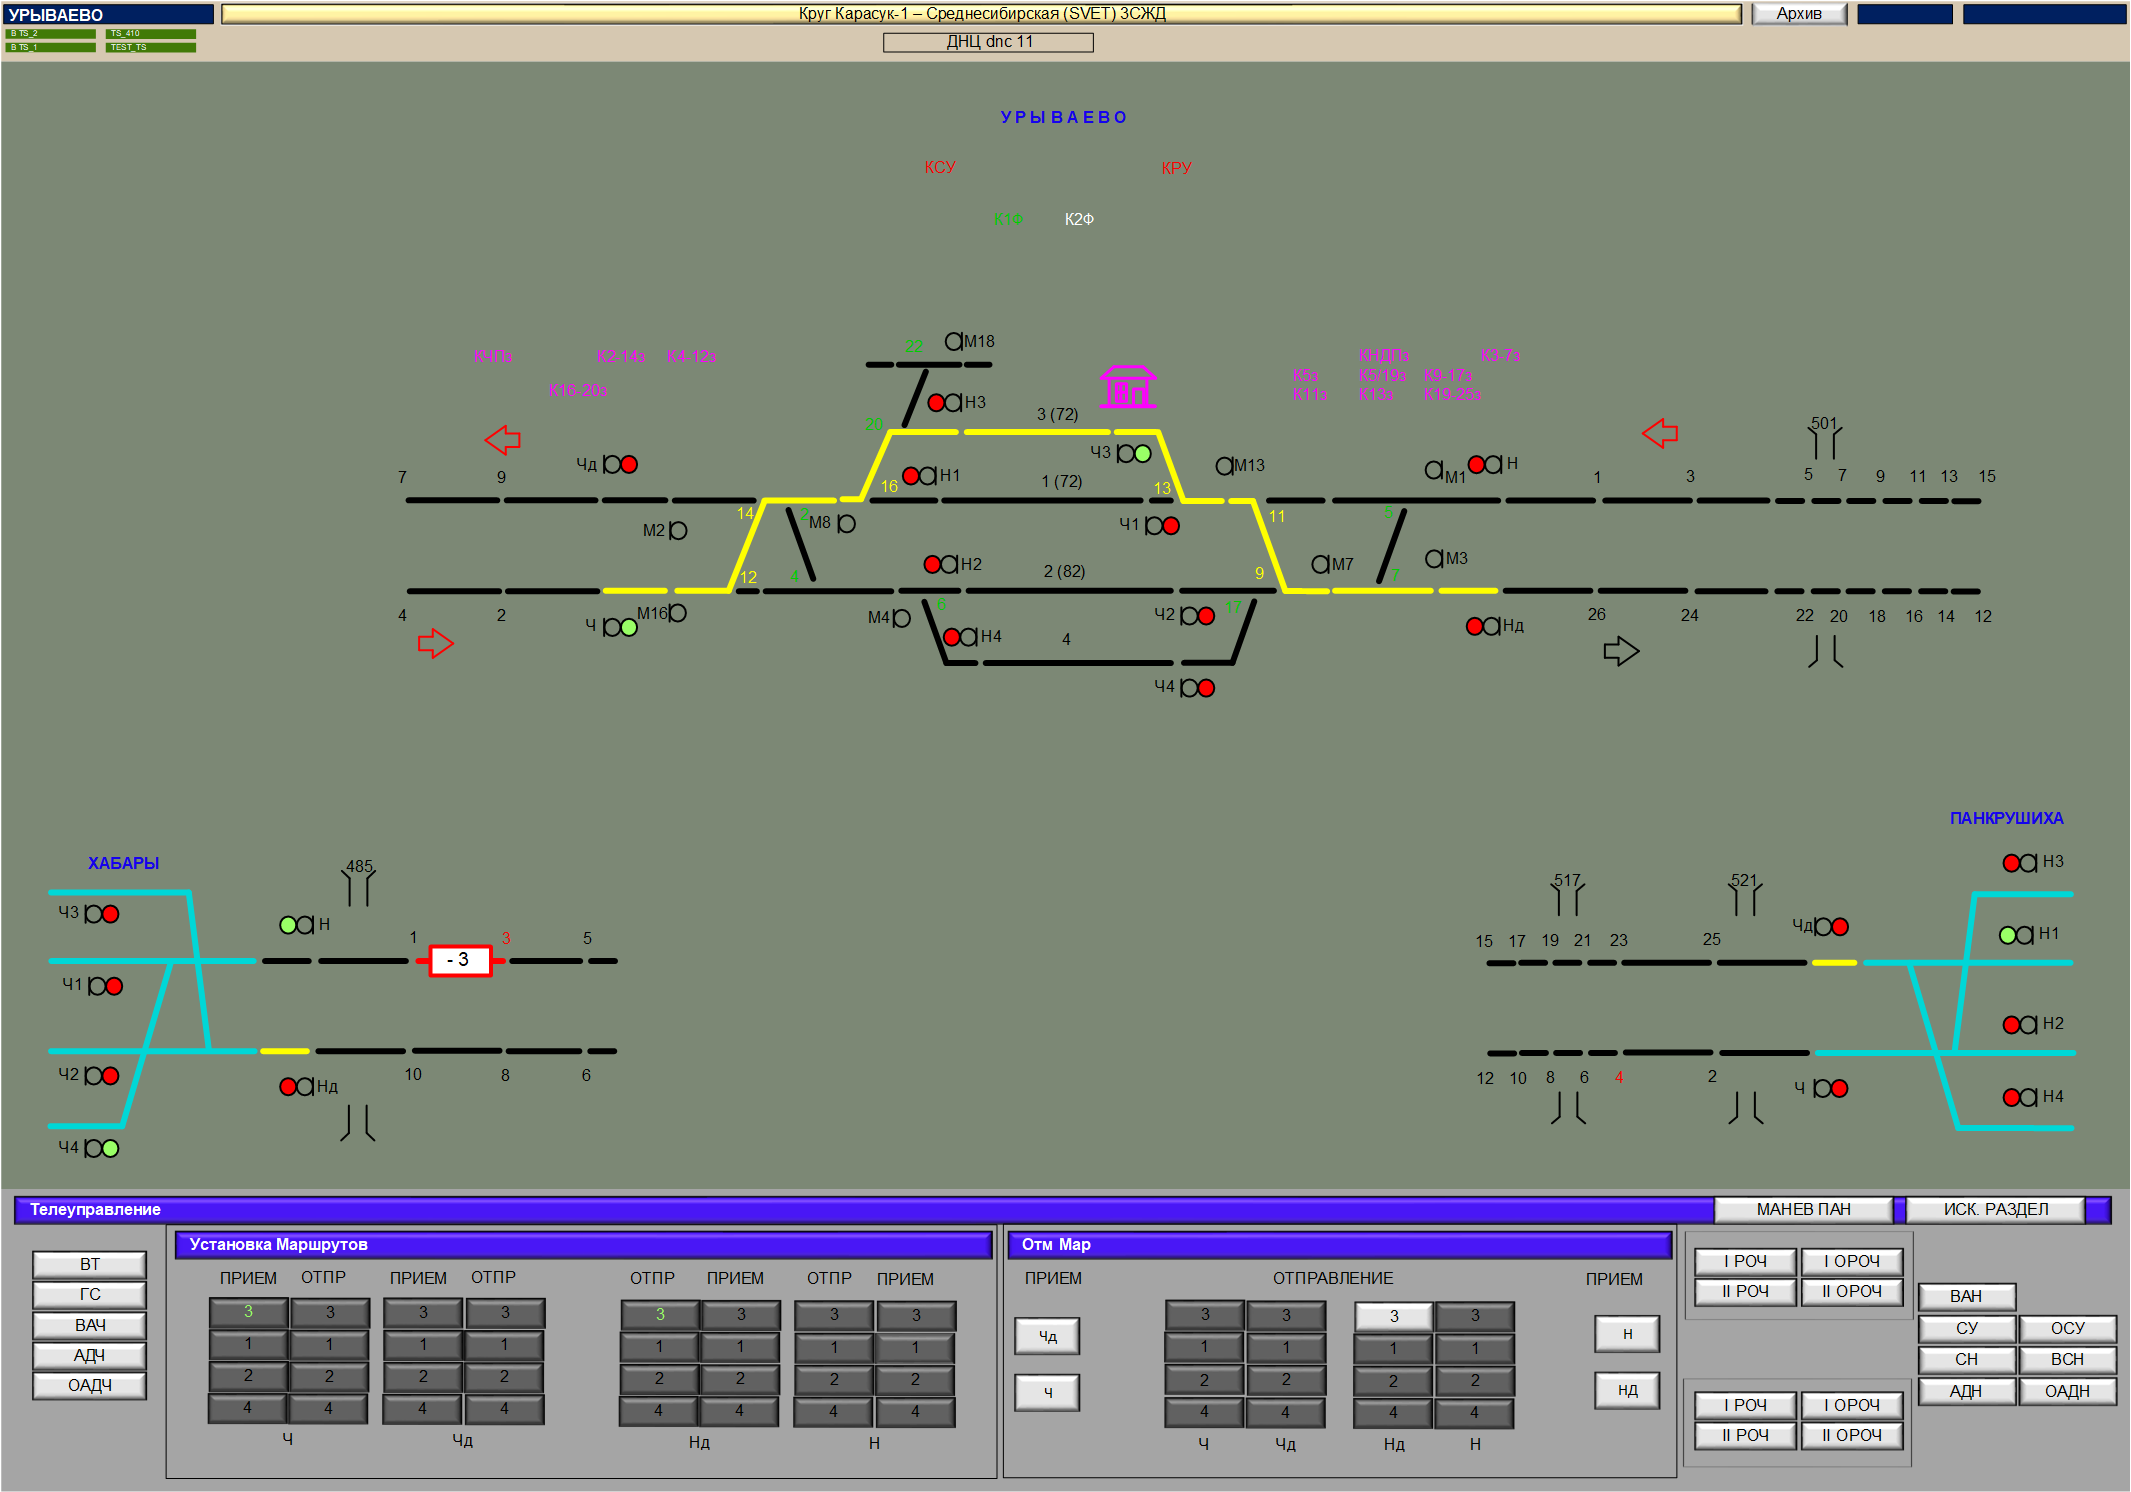 УРЫВАЕВО
Круг Карасук-1 – Среднесибирская (SVET) ЗСЖД
Архив
В TS_2
TS_410
В TS_1
TEST_TS
ДНЦ dnc 11
У Р Ы В А Е В О
КСУ
КРУ
К1Ф
К2Ф
22
М18
КЧПз
К2-14з
К4-12з
КНДПз
К3-7з
К16-20з
К5з
К5/19з
К9-17з
К11з
К13з
К19-25з
Н3
3 (72)
20
501
Ч3
Чд
М13
Н
7
9
16
Н1
1 (72)
13
М1
1
3
5
7
9
11
13
15
14
2
М8
М2
Ч1
11
5
Н2
2 (82)
М7
М3
12
4
9
7
4
2
Ч
М16
М4
6
17
Ч2
Нд
26
24
22
20
18
16
14
12
Н4
4
Ч4
ПАНКРУШИХА
ХАБАРЫ
485
517
521
Н3
Ч3
Н
Чд
Н1
1
3
5
15
17
19
21
23
25
- 3
Ч1
Н2
Ч2
10
8
6
12
10
8
6
4
2
Нд
Ч
Н4
Ч4
Телеуправление
МАНЕВ ПАН
ИСК. РАЗДЕЛ
Установка Маршрутов
Отм Мар
ВТ
ГС
ВАЧ
АДЧ
ОАДЧ
ПРИЕМ
ОТПР
ПРИЕМ
ОТПР
ОТПР
ПРИЕМ
ОТПР
ПРИЕМ
3 3 3 3 3 3 3 3
1 1 1 1 1 1 1 1
2 2 2 2 2 2 2 2
4 4 4 4 4 4 4 4
Ч
Чд
Нд
Н
ПРИЕМ
ОТПРАВЛЕНИЕ
ПРИЕМ
Чд
Ч
3 3 3 3
1 1 1 1
2 2 2 2
4 4 4 4
Ч
Чд
Нд
Н
Н
НД
I РОЧ
I ОРОЧ
II РОЧ
II ОРОЧ
ВАН
СУ
ОСУ
СН
ВСН
АДН
ОАДН
I РОЧ
I ОРОЧ
II РОЧ
II ОРОЧ